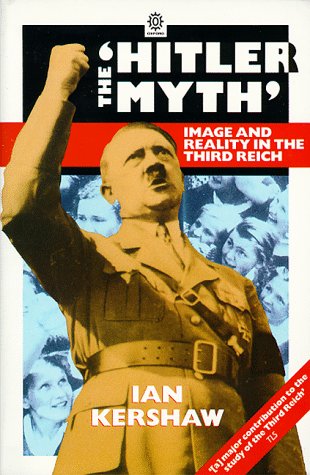 OXFORD
THE 'HITLER
MYTH'
IMAGE AND
REALITY IN THE
THIRD REICH
IAN
KERSHAW
'[a] major contribution to the
study of the Third Reich'
TLS